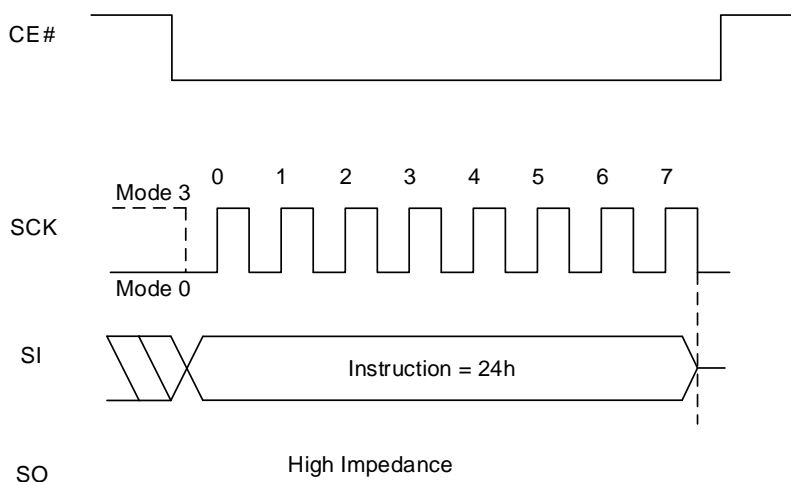 CE#
0 1 2 3 4 5 6 7
Mode 3
SCK
Mode 0
SI
Instruction = 24h
High Impedance
SO